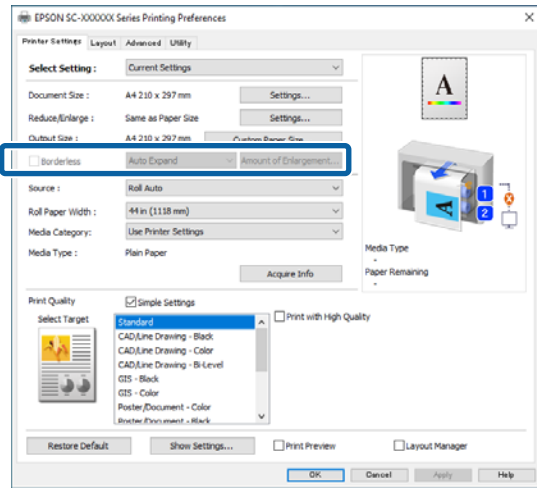 EPSON SC-XXXXXX Series Printing Preferences
Printer Settings Layout Advanced Utility
Select Setting : Current Settings
Document Size : A4 210 x 297 mm Settings...
Reduce/Enlarge : Same as Paper Size Settings...
Output Size : A4 210 x 297 mm Custom Paper Size...
Borderless Auto Expand Amount of Enlargement...
Source : Roll Auto
Roll Paper Width : 44 in (1118 mm)
Media Category: Use Printer Settings
Media Type : Plain Paper
Acquire Info
A
A
1
2
Media Type
-
Paper Remaining
-
Print Quality Simple Settings
Select Target
Standard
CAD/Line Drawing - Black
CAD/Line Drawing - Color
CAD/Line Drawing - Bi-Level
GIS - Black
GIS - Color
Poster/Document - Color
Poster/Document - Black
Print with High Quality
Restore Default Show Settings... Print Preview Layout Manager
OK Cancel Apply Help